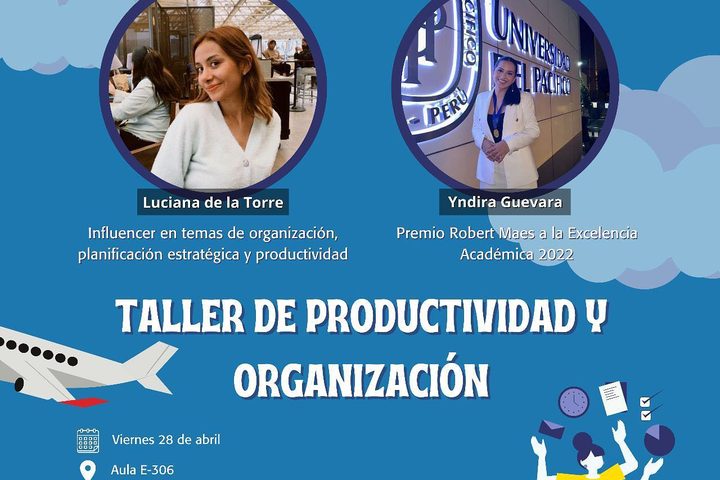 UNIVERSIDAD
DEL PACÍFICO
PERÚ
Luciana de la Torre
Influencer en temas de organización,
planificación estratégica y productividad
Yndira Guevara
Premio Robert Maes a la Excelencia
Académica 2022
TALLER DE PRODUCTIVIDAD Y
ORGANIZACIÓN
Viernes 28 de abril
Aula E-306